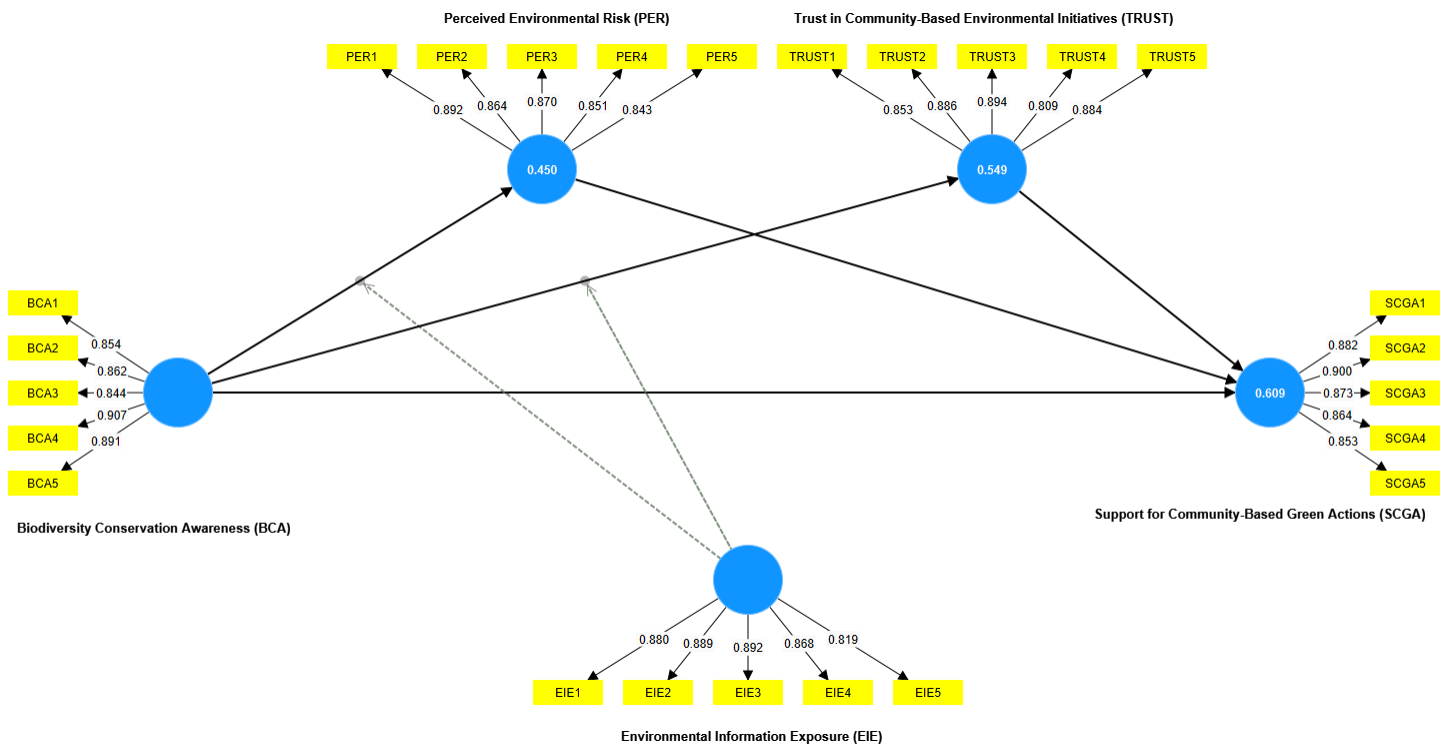 Perceived Environmental Risk (PER)
Trust in Community-Based Environmental Initiatives (TRUST)
PER1 PER2 PER3 PER4 PER5
TRUST1 TRUST2 TRUST3 TRUST4 TRUST5
0.892 0.864 0.870 0.851 0.843
0.853 0.886 0.894 0.809 0.884
0.450
0.549
BCA1
BCA2
BCA3
BCA4
BCA5
0.854
0.862
0.844
0.907
0.891
Biodiversity Conservation Awareness (BCA)
0.609
0.882
0.900
0.873
0.864
0.853
SCGA1
SCGA2
SCGA3
SCGA4
SCGA5
Support for Community-Based Green Actions (SCGA)
0.880 0.889 0.892 0.868 0.819
EIE1 EIE2 EIE3 EIE4 EIE5
Environmental Information Exposure (EIE)